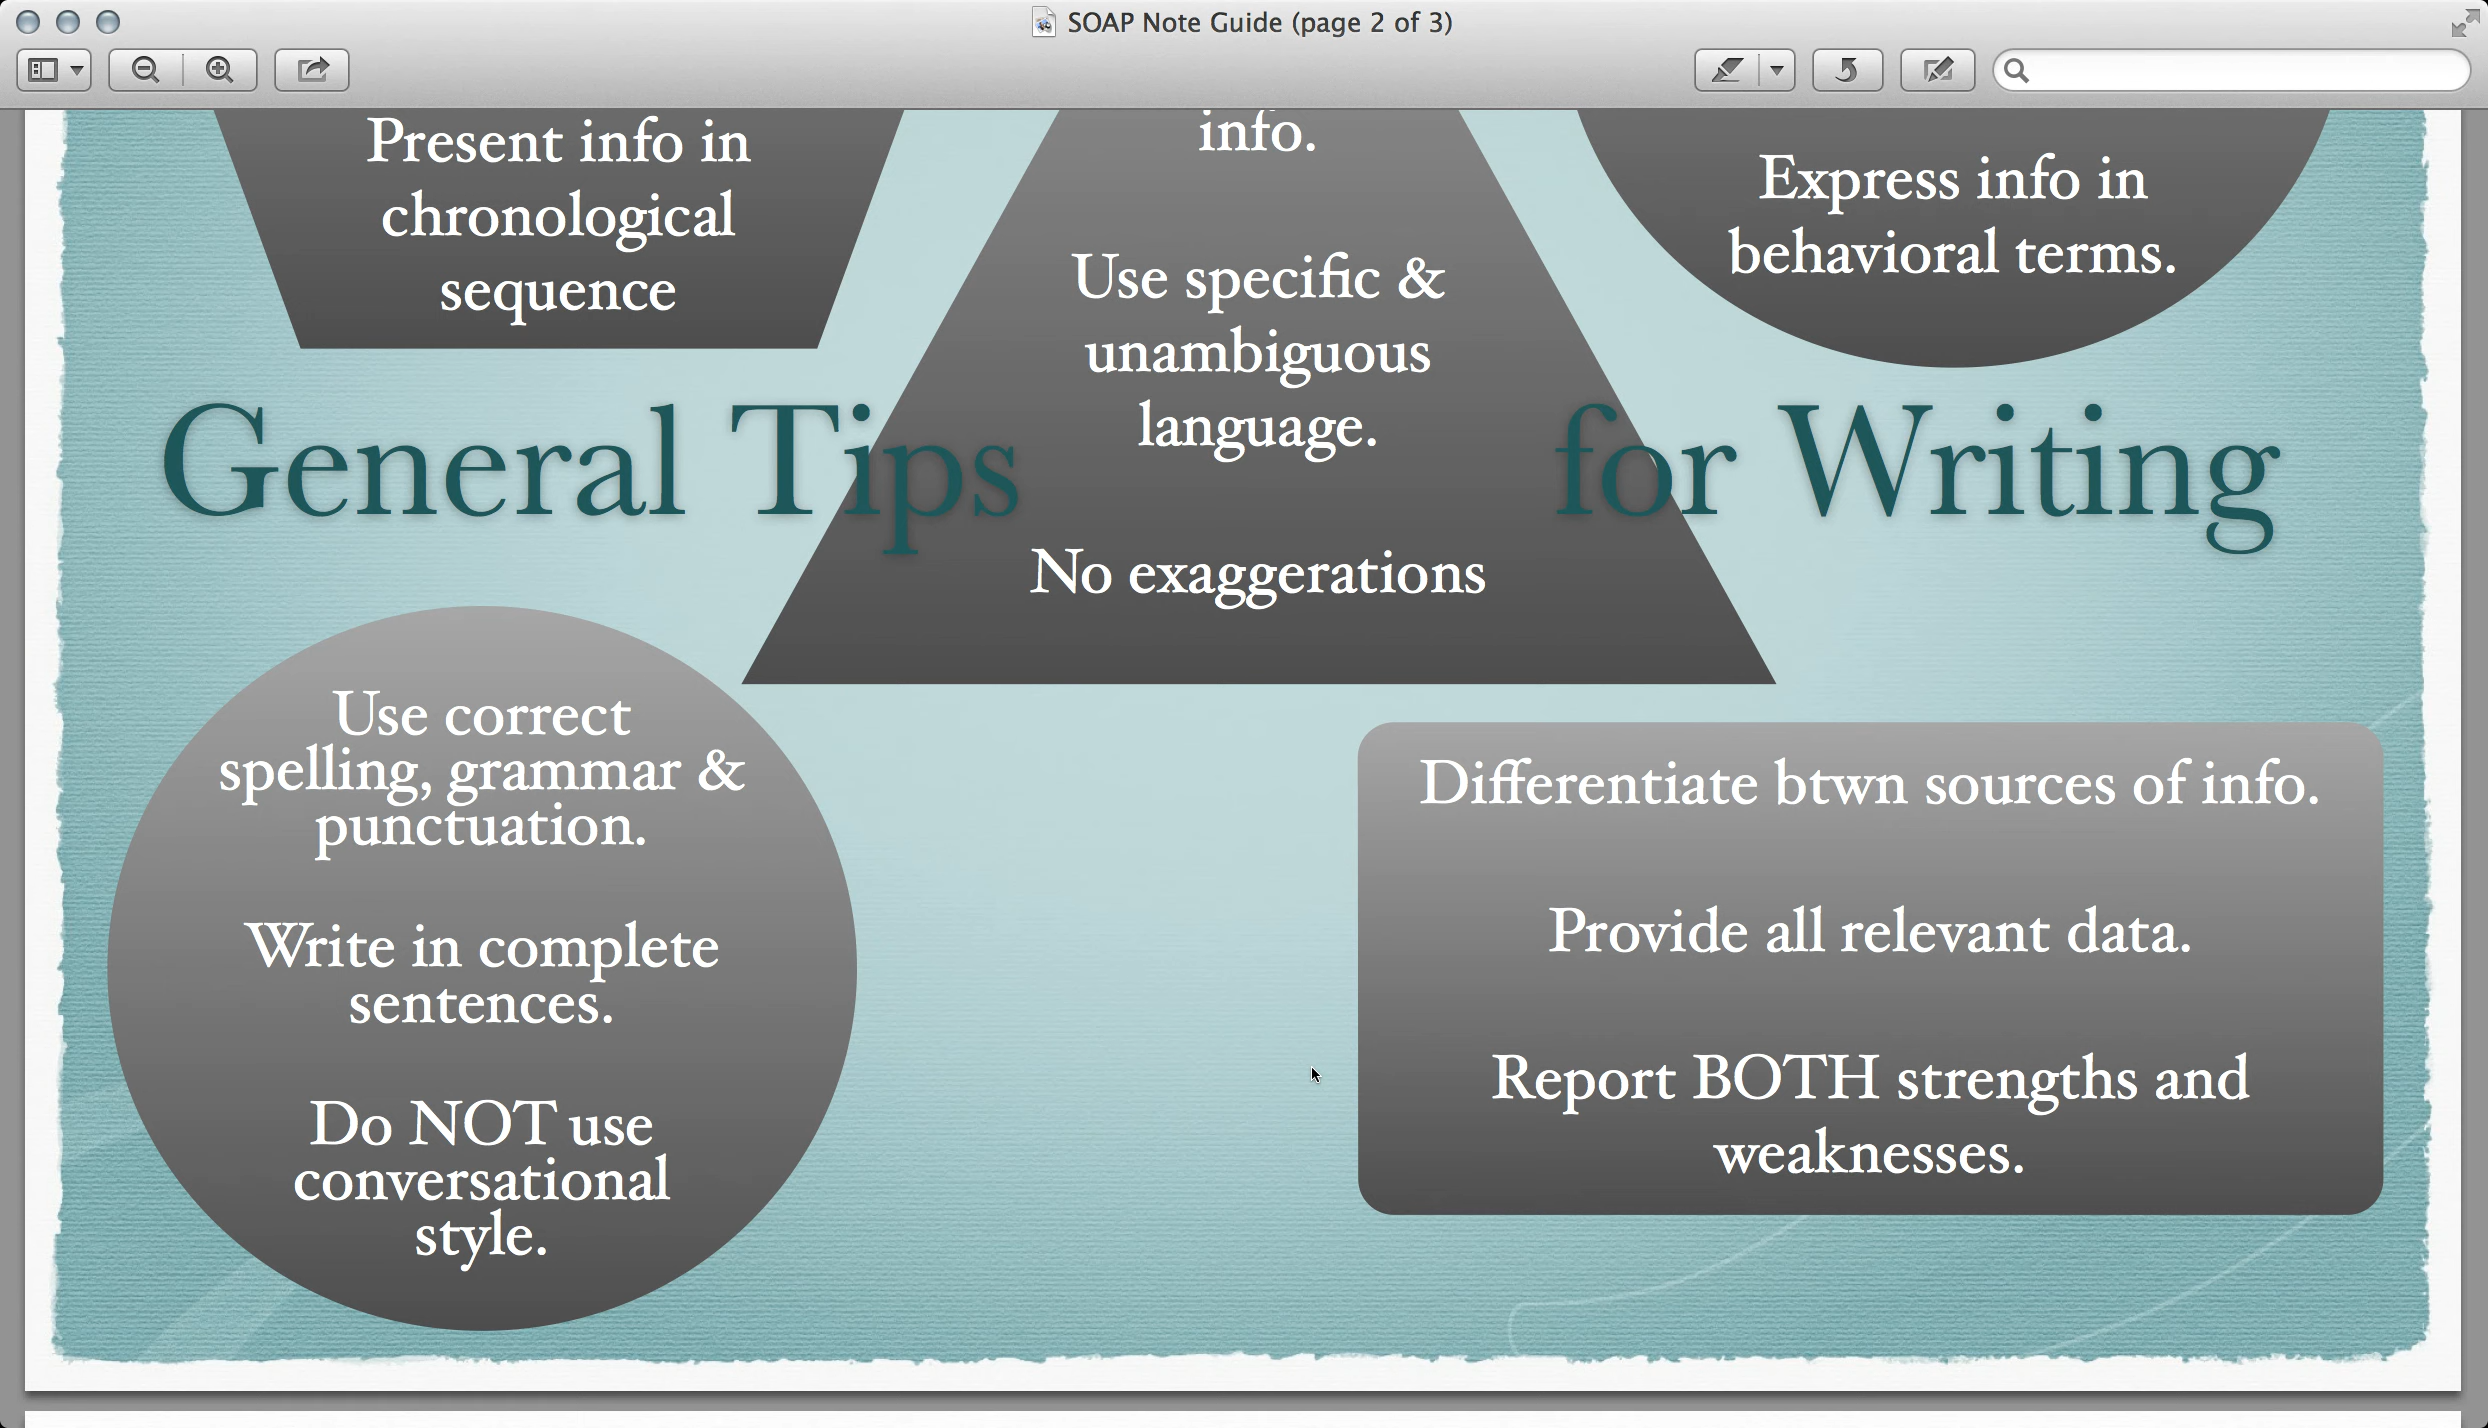 SOAP Note Guide (page 2 of 3)
Present info in
chronological
sequence
info.
Use specific &
unambiguous
language.
No exaggerations
Express info in
behavioral terms.
General Tips for Writing
Use correct
spelling, grammar &
punctuation.
Write in complete
sentences.
Do NOT use
conversational
style.
Differentiate btwn sources of info.
Provide all relevant data.
Report BOTH strengths and
weaknesses.